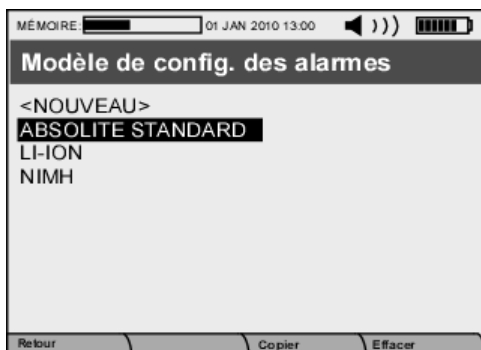 MÉMOIRE: 01 JAN 2010 13:00
Modèle de config. des alarmes
<NOUVEAU>
ABSOLITE STANDARD
LI-ION
NIMH
Retour Copier Effacer